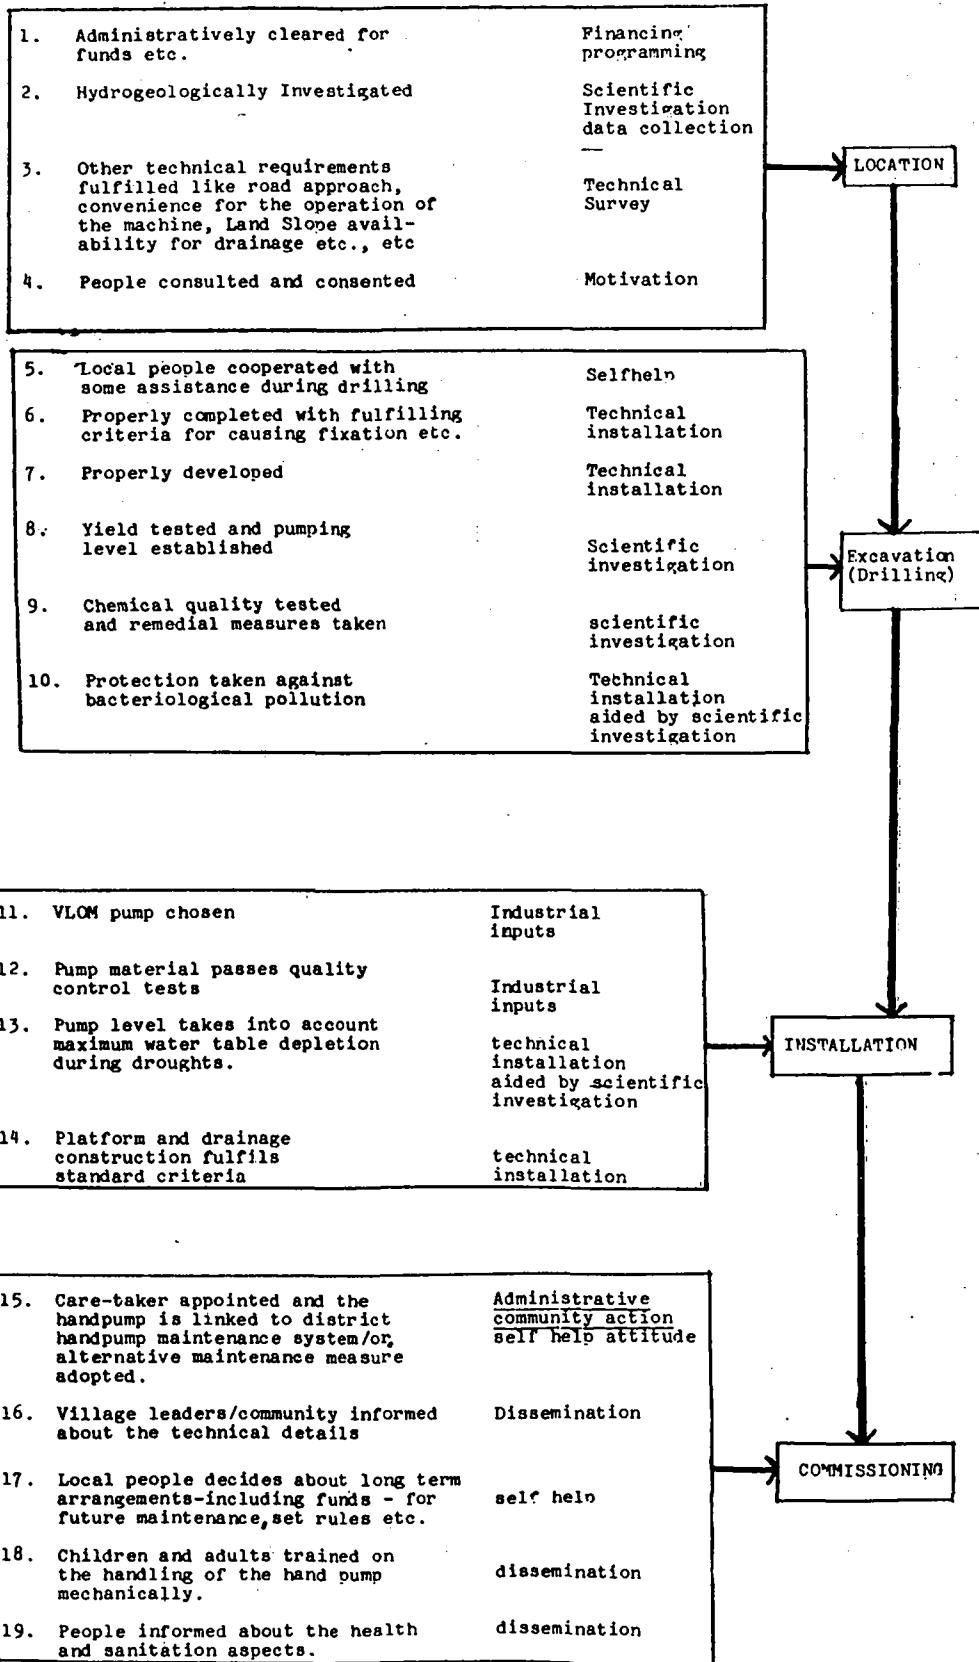 1. Administratively cleared for
funds etc.
Financing
programming
2. Hydrogeologically Investigated
Scientific
Investigation
data collection
3. Other technical requirements
fulfilled like road approach,
convenience for the operation of
the machine, Land Slope avail-
ability for drainage etc., etc
Technical
Survey
4. People consulted and consented
Motivation
LOCATION
5. Local people cooperated with
some assistance during drilling
Selfhelp
6. Properly completed with fulfilling
criteria for causing fixation etc.
Technical
installation
7. Properly developed
Technical
installation
8. Yield tested and pumping
level established
Scientific
investigation
9. Chemical quality tested
and remedial measures taken
scientific
investigation
10. Protection taken against
bacteriological pollution
Technical
installation
aided by scientific
investigation
Excavation
(Drilling)
11. VLOM pump chosen
Industrial
inputs
12. Pump material passes quality
control tests
Industrial
inputs
13. Pump level takes into account
maximum water table depletion
during droughts.
technical
installation
aided by scientific
investigation
14. Platform and drainage
construction fulfils
standard criteria
technical
installation
INSTALLATION
15. Care-taker appointed and the
handpump is linked to district
handpump maintenance system/or,
alternative maintenance measure
adopted.
Administrative
community action
self help attitude
16. Village leaders/community informed
about the technical details
Dissemination
17. Local people decides about long term
arrangements-including funds - for
future maintenance, set rules etc.
self help
18. Children and adults trained on
the handling of the hand pump
mechanically.
dissemination
19. People informed about the health
and sanitation aspects.
dissemination
COMMISSIONING